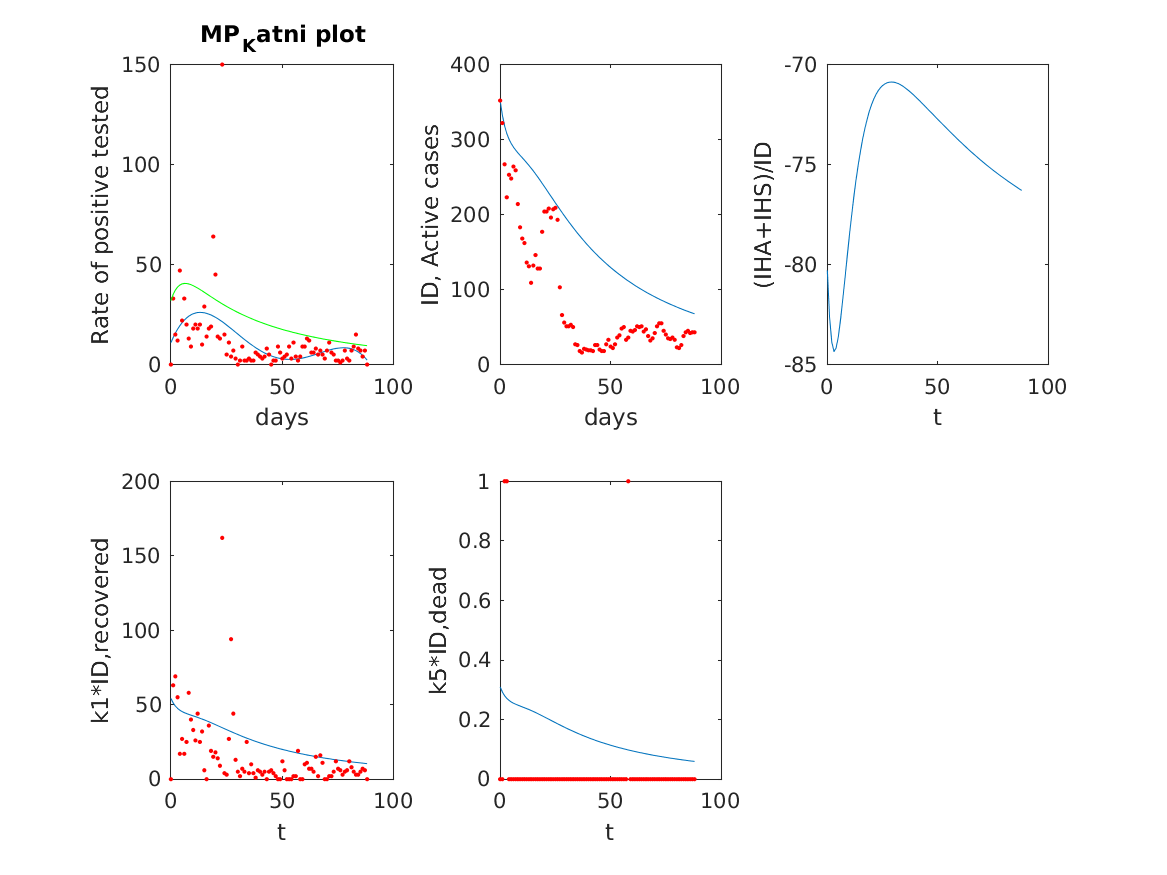 MP_Katni plot
150
100
50
0
0 50 100
days
Rate of positive tested
400
300
200
100
0
0 50 100
days
ID, Active cases
-70
-75
-80
-85
0 50 100
t
(IHA+IHS)/ID
200
150
100
50
0
0 50 100
t
k1*ID,recovered
1
0.8
0.6
0.4
0.2
0
0 50 100
t
k5*ID,dead